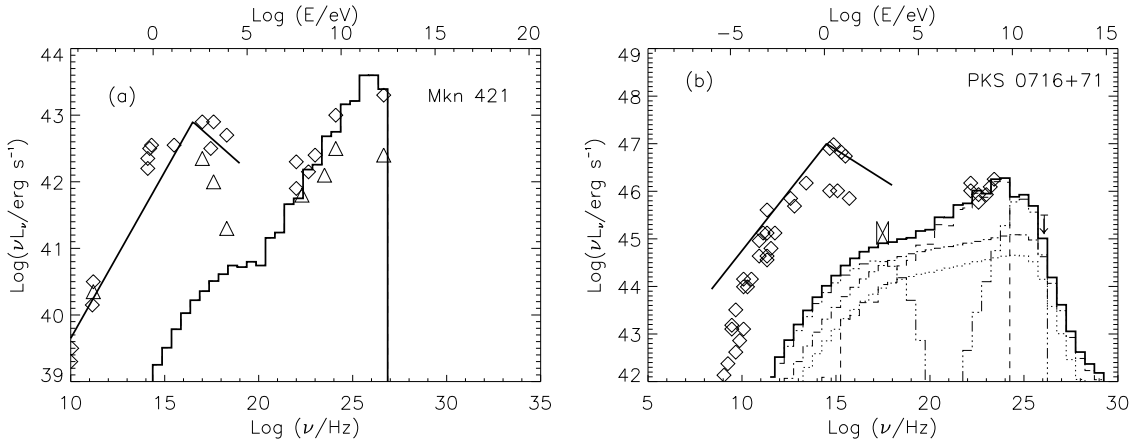 Log (E/eV)
-5 0 5 10 15 20
44
43
42
41
40
39
Log(νLν/erg s⁻¹)
(a)
Mkn 421
10 15 20 25 30 35
Log (ν/Hz)
Log (E/eV)
-5 0 5 10 15
49
48
47
46
45
44
43
42
Log(νLν/erg s⁻¹)
(b)
PKS 0716+71
5 10 15 20 25 30
Log (ν/Hz)